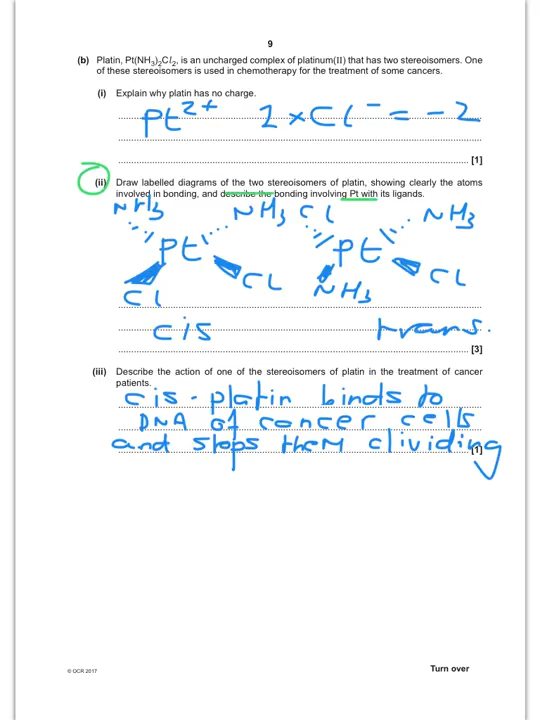 9
(b) Platin, Pt(NH3)2Cl2, is an uncharged complex of platinum(II) that has two stereoisomers. One
of these stereoisomers is used in chemotherapy for the treatment of some cancers.
(i) Explain why platin has no charge.
Pt2+ 2 x Cl- = -2
[1]
(ii) Draw labelled diagrams of the two stereoisomers of platin, showing clearly the atoms
involved in bonding, and describe the bonding involving Pt with its ligands.
NH3 NH3 Cl NH3
Pt Pt
Cl Cl NH3 Cl
cis trans.
[3]
(iii) Describe the action of one of the stereoisomers of platin in the treatment of cancer
patients.
cis-platin binds to
DNA of cancer cells
and stops them dividing
[1]
© OCR 2017
Turn over